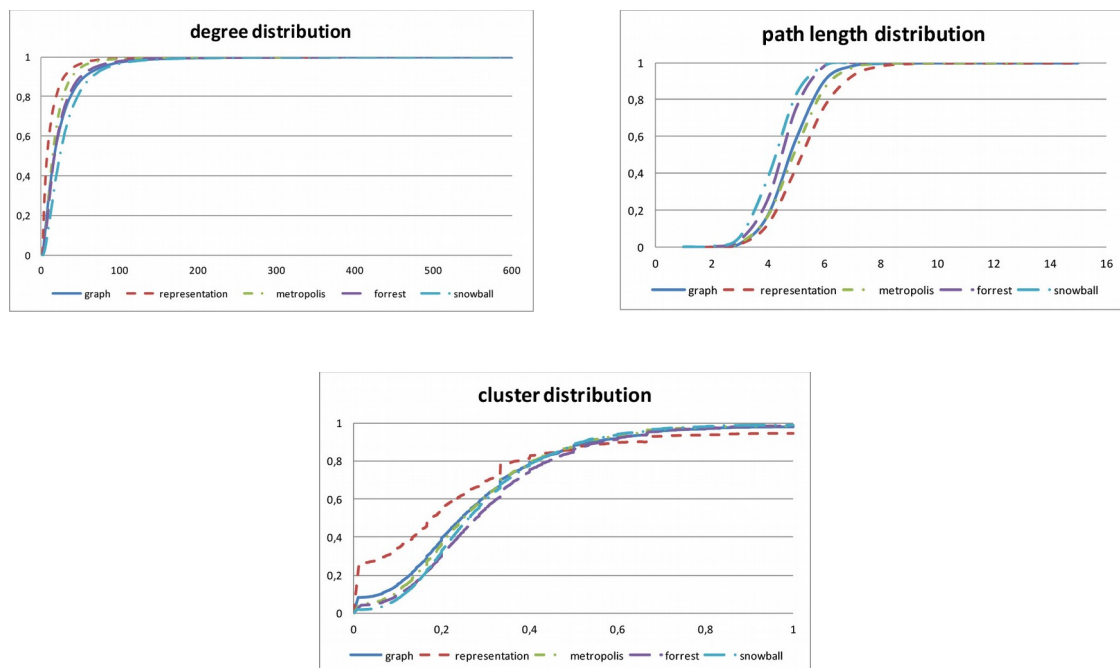 degree distribution
1
0,8
0,6
0,4
0,2
0
0 100 200 300 400 500 600
graph representation metropolis forrest snowball
path length distribution
1
0,8
0,6
0,4
0,2
0
0 2 4 6 8 10 12 14 16
graph representation metropolis forrest snowball
cluster distribution
1
0,8
0,6
0,4
0,2
0
0 0,2 0,4 0,6 0,8 1
graph representation metropolis forrest snowball